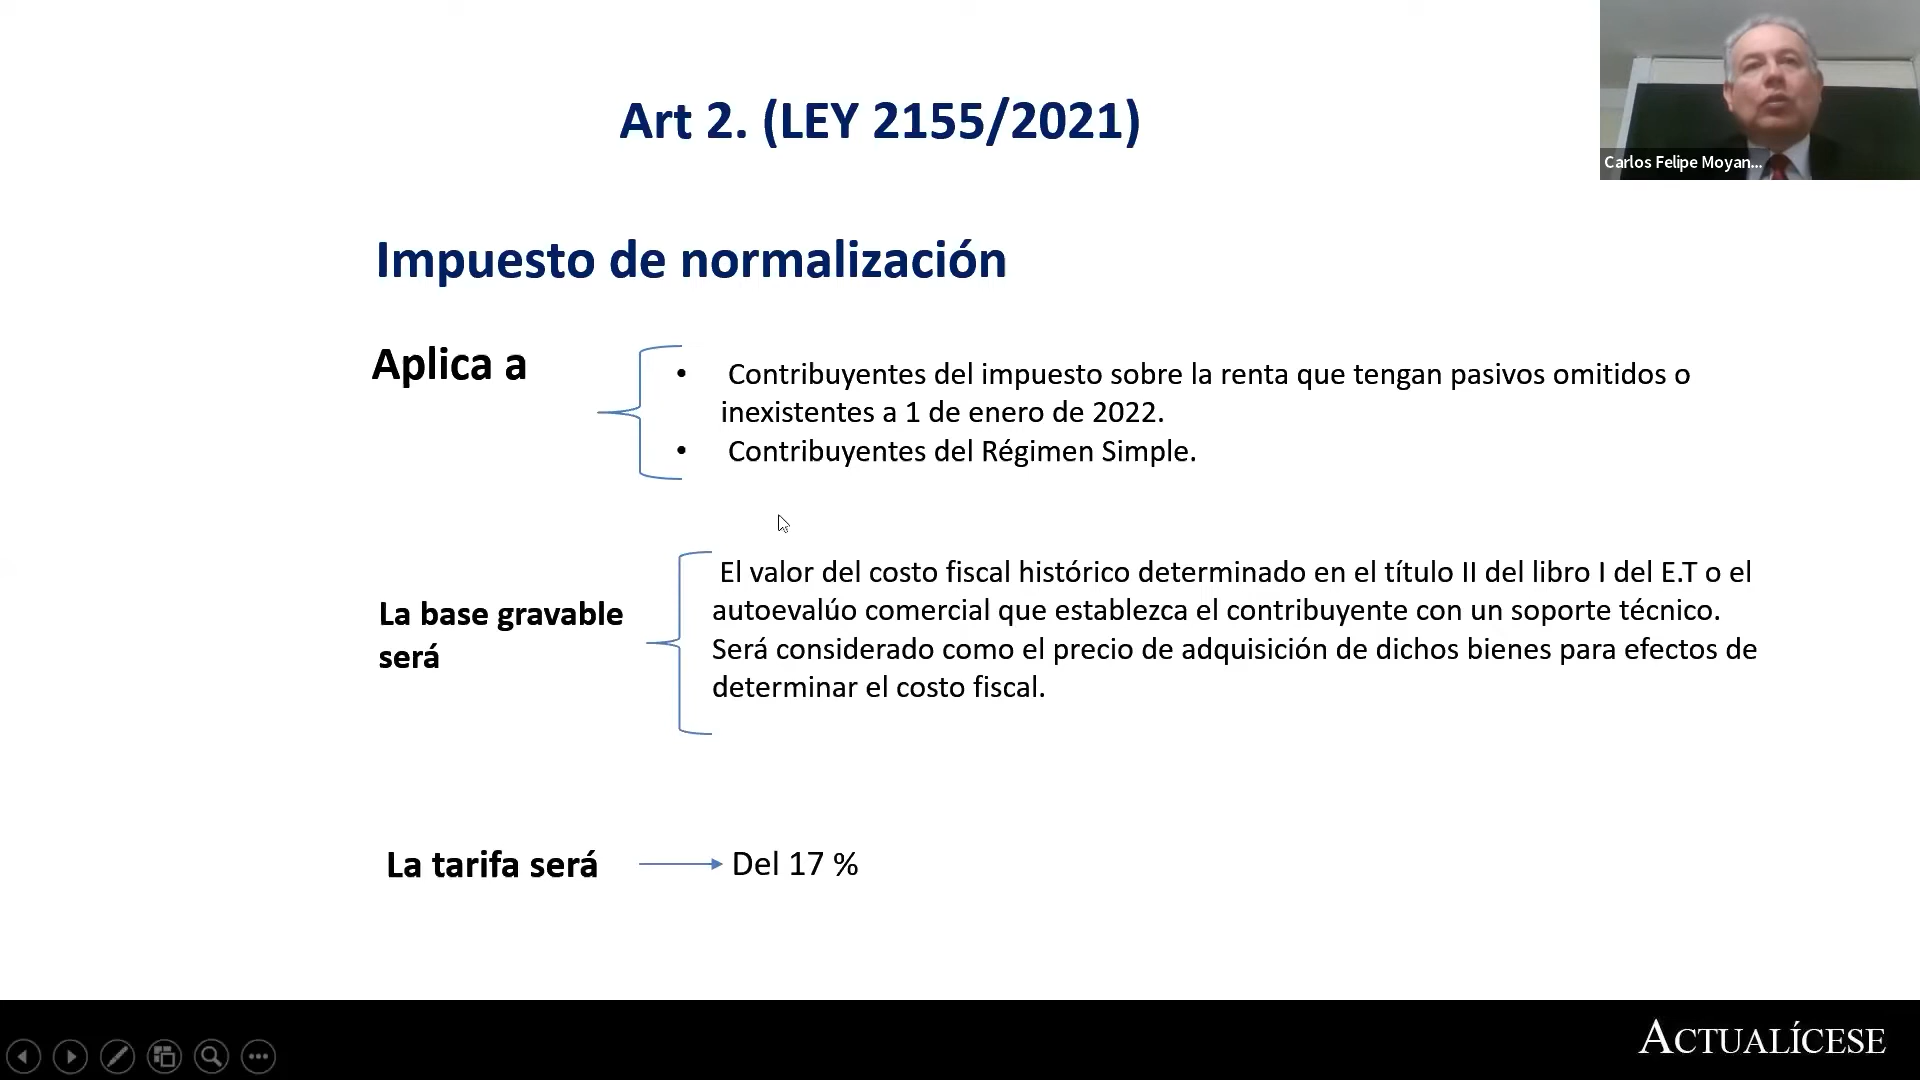 Art 2. (LEY 2155/2021)
Carlos Felipe Moyan...
Impuesto de normalización
Aplica a
• Contribuyentes del impuesto sobre la renta que tengan pasivos omitidos o
inexistentes a 1 de enero de 2022.
• Contribuyentes del Régimen Simple.
La base gravable
será
El valor del costo fiscal histórico determinado en el título II del libro I del E.T o el
autoevalúo comercial que establezca el contribuyente con un soporte técnico.
Será considerado como el precio de adquisición de dichos bienes para efectos de
determinar el costo fiscal.
La tarifa será
Del 17 %
ACTUALÍCESE